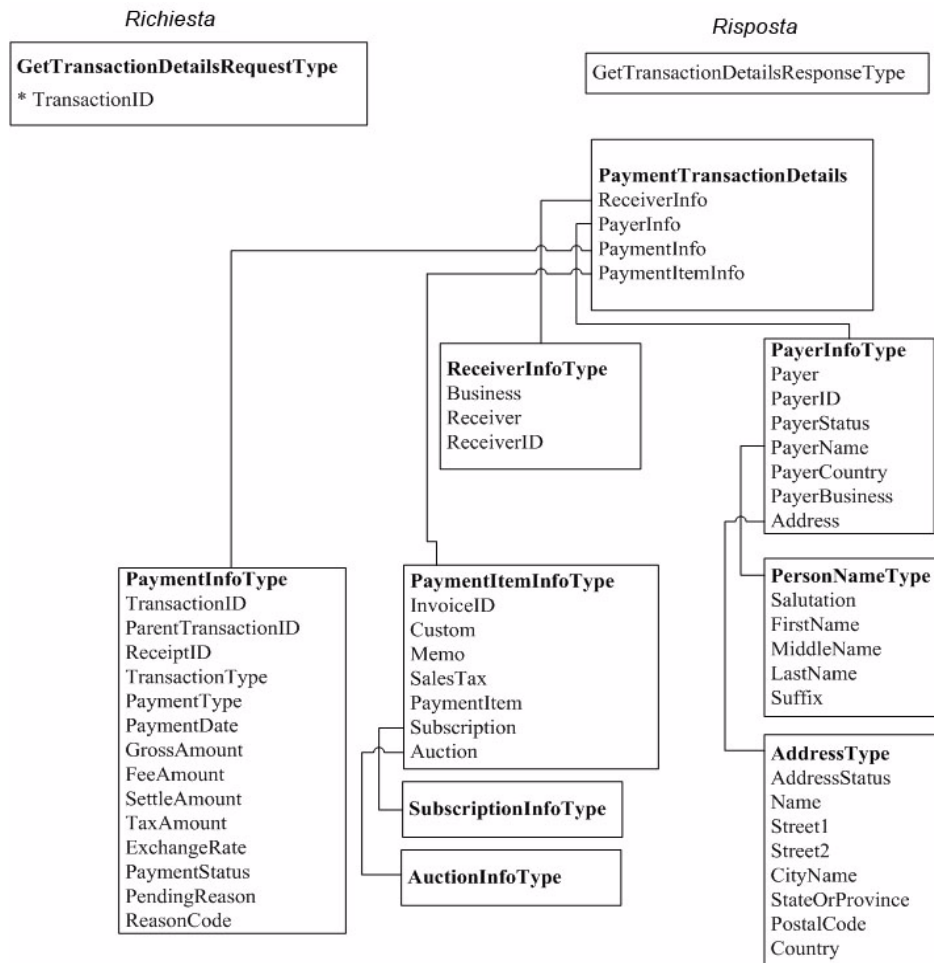 Richiesta
GetTransactionDetailsRequestType
* TransactionID
Risposta
GetTransactionDetailsResponseType
PaymentTransactionDetails
ReceiverInfo
PayerInfo
PaymentInfo
PaymentItemInfo
ReceiverInfoType
Business
Receiver
ReceiverID
PayerInfoType
Payer
PayerID
PayerStatus
PayerName
PayerCountry
PayerBusiness
Address
PaymentInfoType
TransactionID
ParentTransactionID
ReceiptID
TransactionType
PaymentType
PaymentDate
GrossAmount
FeeAmount
SettleAmount
TaxAmount
ExchangeRate
PaymentStatus
PendingReason
ReasonCode
PaymentItemInfoType
InvoiceID
Custom
Memo
SalesTax
PaymentItem
Subscription
Auction
SubscriptionInfoType
AuctionInfoType
PersonNameType
Salutation
FirstName
MiddleName
LastName
Suffix
AddressType
AddressStatus
Name
Street1
Street2
CityName
StateOrProvince
PostalCode
Country